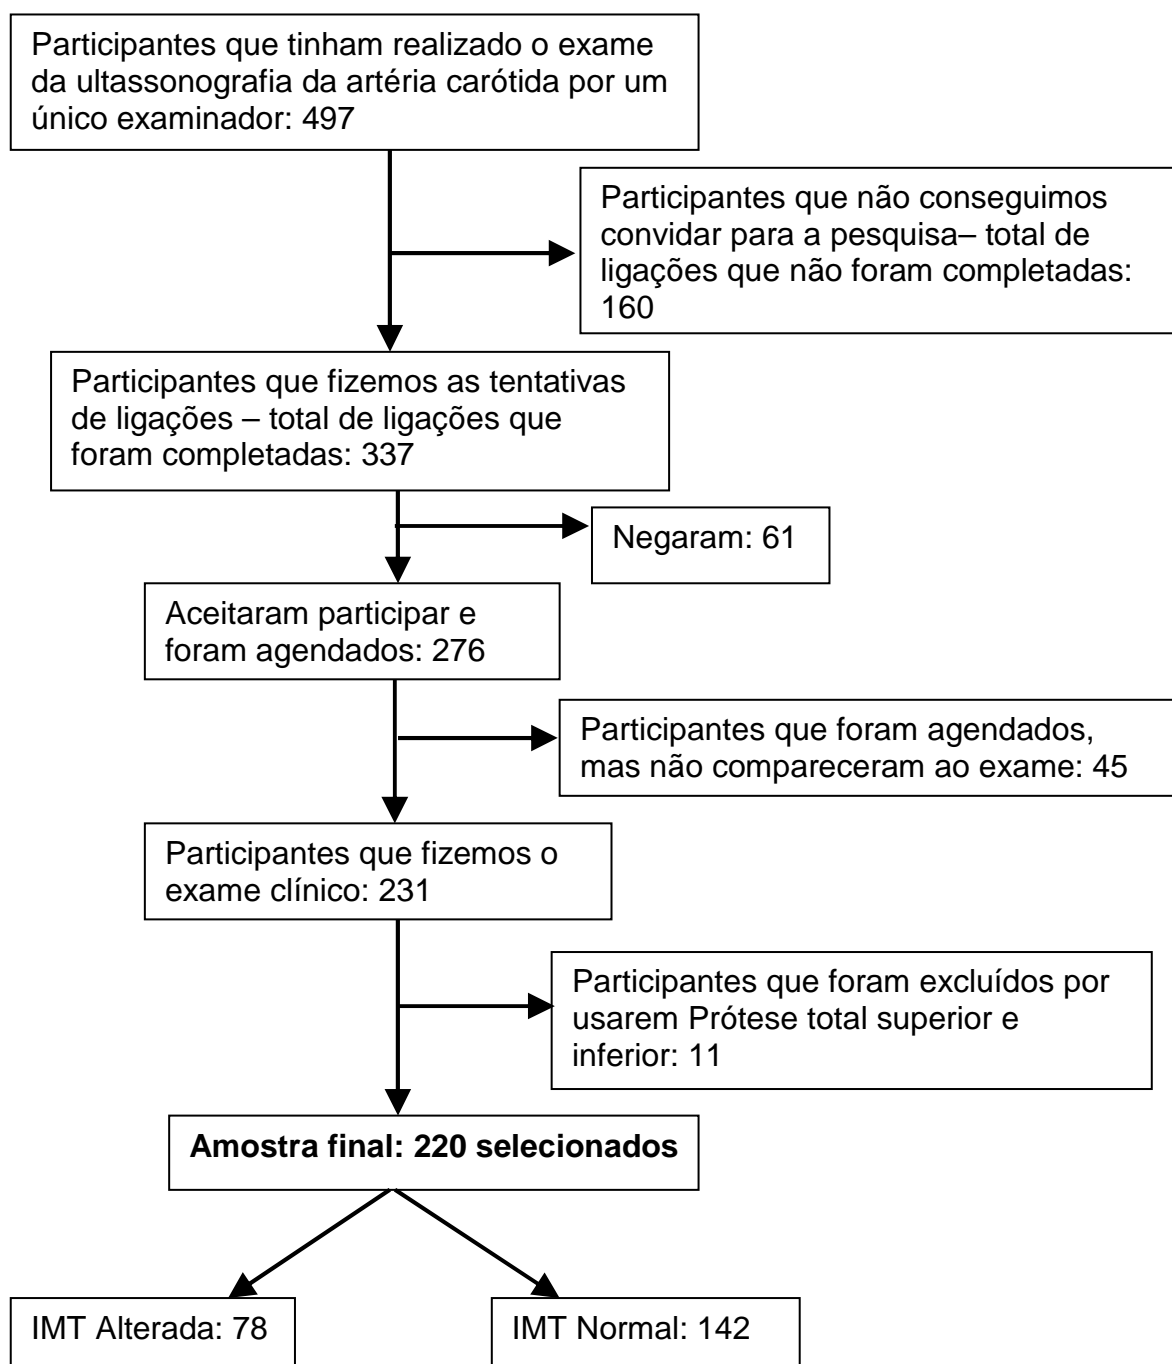 Participantes que tinham realizado o exame
da ultassonografia da artéria carótida por um
único examinador: 497
Participantes que não conseguimos
convidar para a pesquisa– total de
ligações que não foram completadas:
160
Participantes que fizemos as tentativas
de ligações – total de ligações que
foram completadas: 337
Negaram: 61
Aceitaram participar e
foram agendados: 276
Participantes que foram agendados,
mas não compareceram ao exame: 45
Participantes que fizemos o
exame clínico: 231
Participantes que foram excluídos por
usarem Prótese total superior e
inferior: 11
Amostra final: 220 selecionados
IMT Alterada: 78
IMT Normal: 142